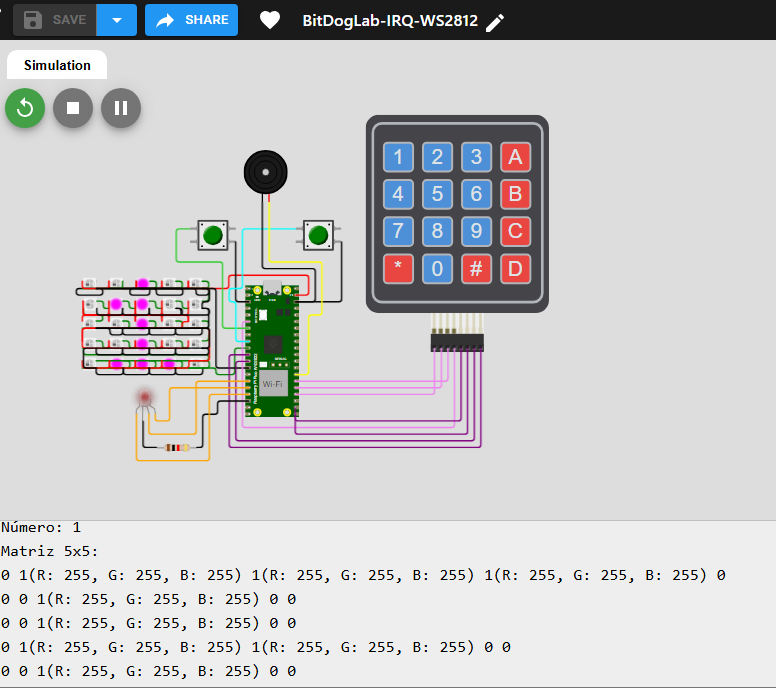 SAVE SHARE BitDogLab-IRQ-WS2812
Simulation
1 2 3 A
4 5 6 B
7 8 9 C
* 0 # D
Wi-Fi
Número: 1
Matriz 5x5:
0 1(R: 255, G: 255, B: 255) 1(R: 255, G: 255, B: 255) 1(R: 255, G: 255, B: 255) 0
0 0 1(R: 255, G: 255, B: 255) 0 0
0 0 1(R: 255, G: 255, B: 255) 0 0
0 1(R: 255, G: 255, B: 255) 1(R: 255, G: 255, B: 255) 0 0
0 0 1(R: 255, G: 255, B: 255) 0 0